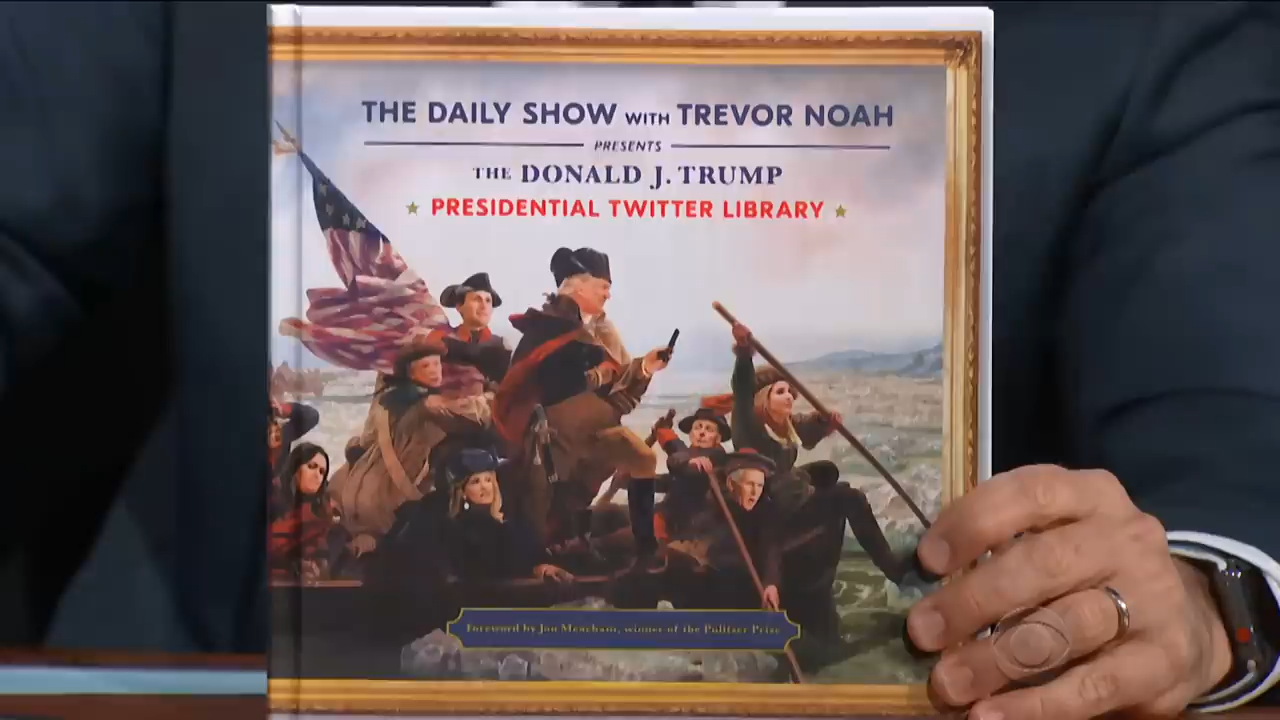 THE DAILY SHOW WITH TREVOR NOAH
PRESENTS
THE DONALD J. TRUMP
PRESIDENTIAL TWITTER LIBRARY
Foreword by Jon Meacham, winner of the Pulitzer Prize